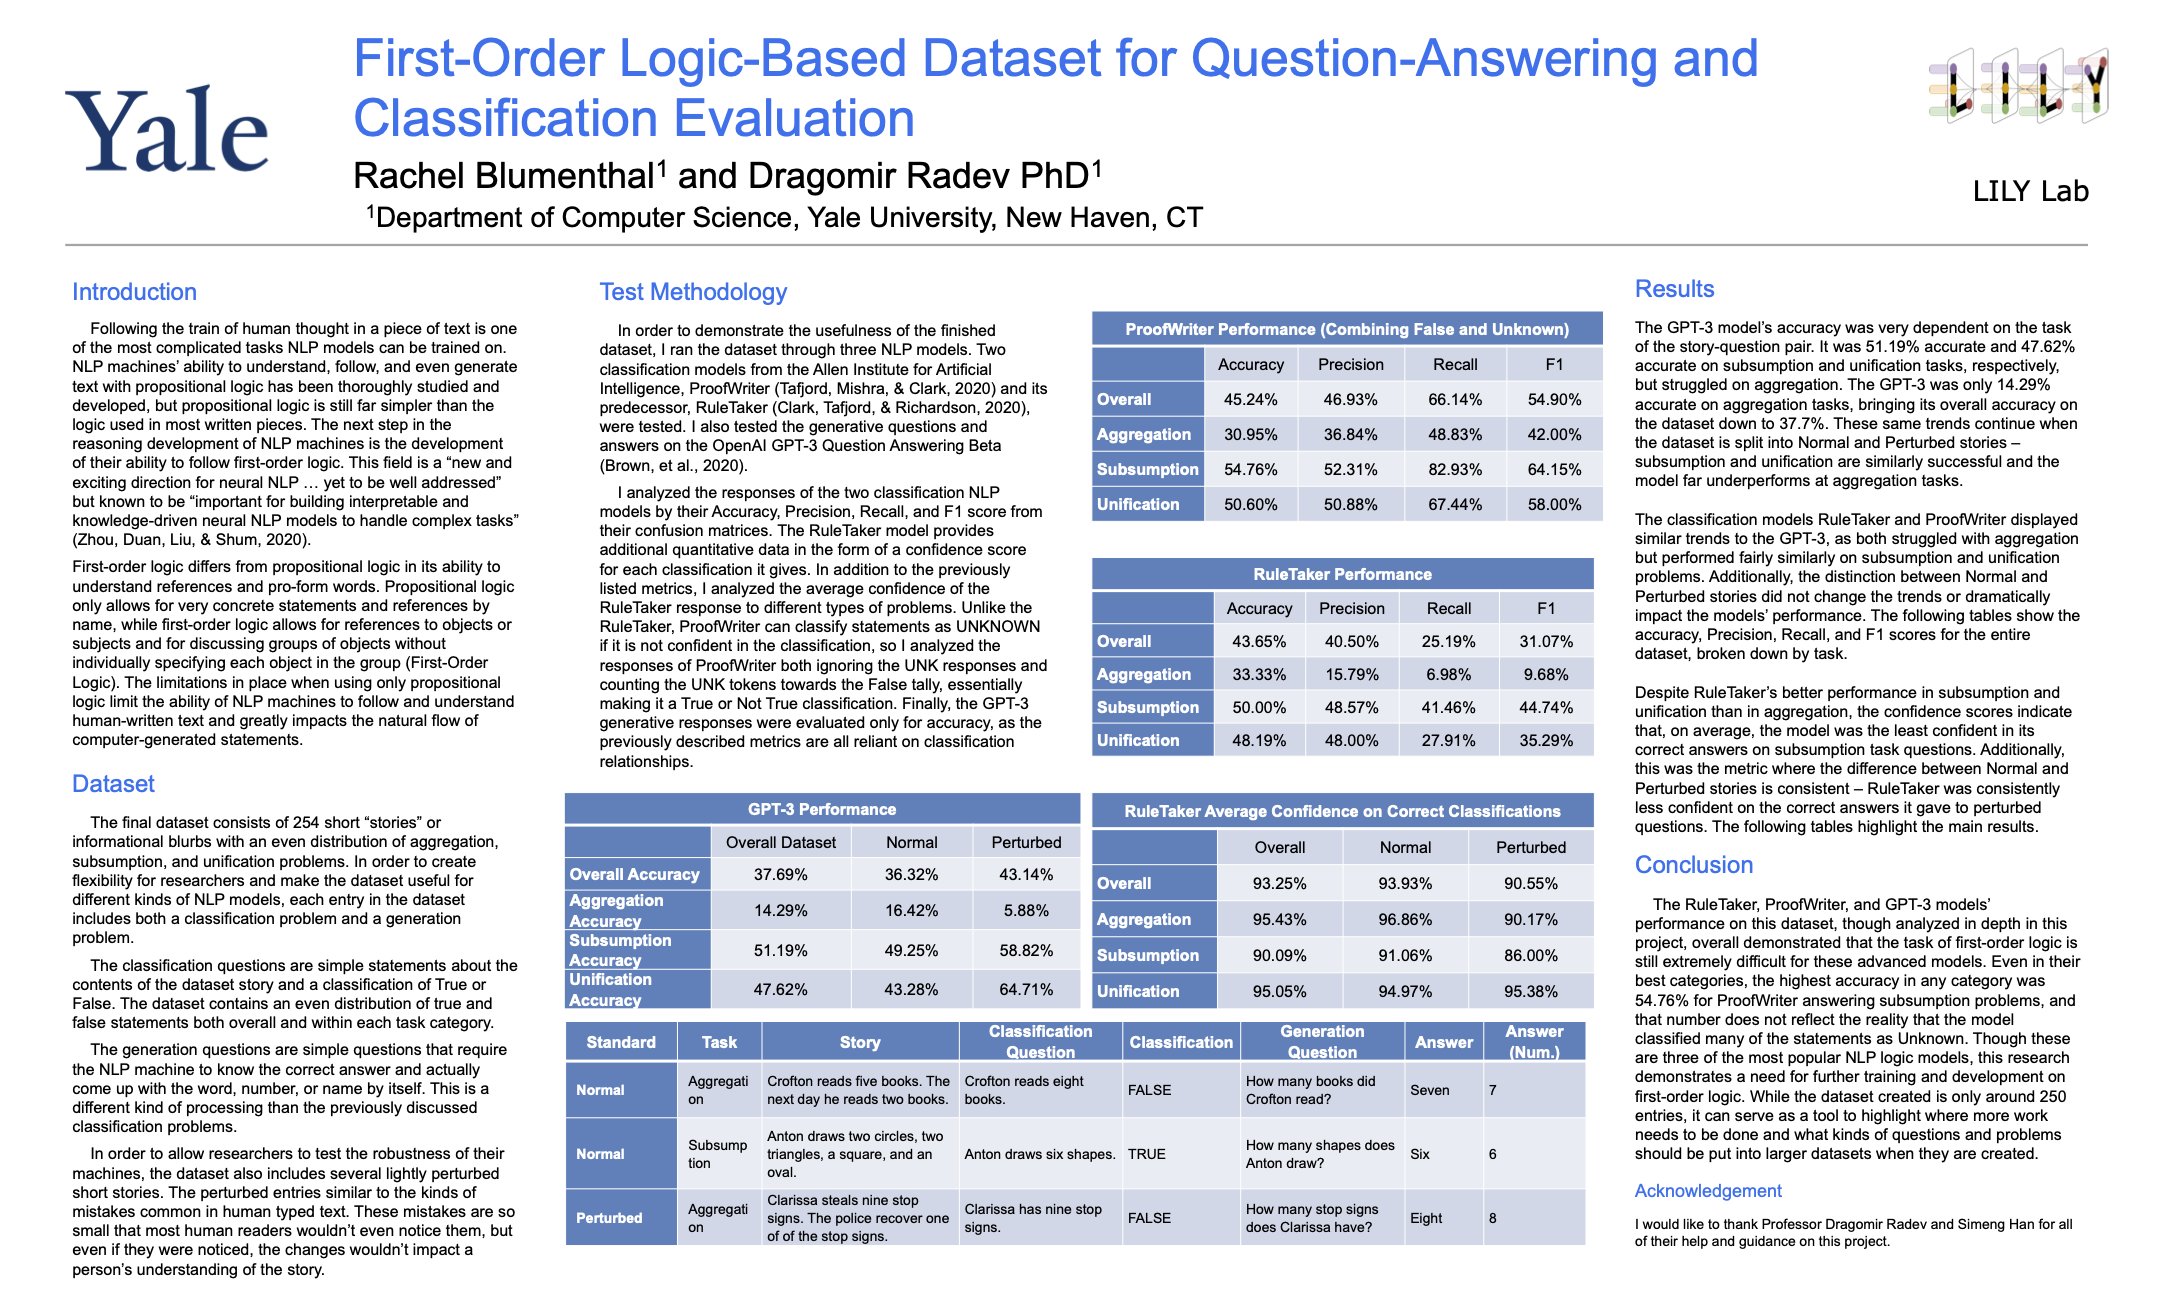 Yale
First-Order Logic-Based Dataset for Question-Answering and
Classification Evaluation
Rachel Blumenthal1 and Dragomir Radev PhD1
1Department of Computer Science, Yale University, New Haven, CT
LILY
LILY Lab
Introduction
Following the train of human thought in a piece of text is one
of the most complicated tasks NLP models can be trained on.
NLP machines’ ability to understand, follow, and even generate
text with propositional logic has been thoroughly studied and
developed, but propositional logic is still far simpler than the
logic used in most written pieces. The next step in the
reasoning development of NLP machines is the development
of their ability to follow first-order logic. This field is a “new and
exciting direction for neural NLP … yet to be well addressed”
but known to be “important for building interpretable and
knowledge-driven neural NLP models to handle complex tasks”
(Zhou, Duan, Liu, & Shum, 2020).
First-order logic differs from propositional logic in its ability to
understand references and pro-form words. Propositional logic
only allows for very concrete statements and references by
name, while first-order logic allows for references to objects or
subjects and for discussing groups of objects without
individually specifying each object in the group (First-Order
Logic). The limitations in place when using only propositional
logic limit the ability of NLP machines to follow and understand
human-written text and greatly impacts the natural flow of
computer-generated statements.
Dataset
The final dataset consists of 254 short “stories” or
informational blurbs with an even distribution of aggregation,
subsumption, and unification problems. In order to create
flexibility for researchers and make the dataset useful for
different kinds of NLP models, each entry in the dataset
includes both a classification problem and a generation
problem.
The classification questions are simple statements about the
contents of the dataset story and a classification of True or
False. The dataset contains an even distribution of true and
false statements both overall and within each task category.
The generation questions are simple questions that require
the NLP machine to know the correct answer and actually
come up with the word, number, or name by itself. This is a
different kind of processing than the previously discussed
classification problems.
In order to allow researchers to test the robustness of their
machines, the dataset also includes several lightly perturbed
short stories. The perturbed entries similar to the kinds of
mistakes common in human typed text. These mistakes are so
small that most human readers wouldn’t even notice them, but
even if they were noticed, the changes wouldn’t impact a
person’s understanding of the story.
Test Methodology
In order to demonstrate the usefulness of the finished
dataset, I ran the dataset through three NLP models. Two
classification models from the Allen Institute for Artificial
Intelligence, ProofWriter (Tafjord, Mishra, & Clark, 2020) and its
predecessor, RuleTaker (Clark, Tafjord, & Richardson, 2020),
were tested. I also tested the generative questions and
answers on the OpenAI GPT-3 Question Answering Beta
(Brown, et al., 2020).
I analyzed the responses of the two classification NLP
models by their Accuracy, Precision, Recall, and F1 score from
their confusion matrices. The RuleTaker model provides
additional quantitative data in the form of a confidence score
for each classification it gives. In addition to the previously
listed metrics, I analyzed the average confidence of the
RuleTaker response to different types of problems. Unlike the
RuleTaker, ProofWriter can classify statements as UNKNOWN
if it is not confident in the classification, so I analyzed the
responses of ProofWriter both ignoring the UNK responses and
counting the UNK tokens towards the False tally, essentially
making it a True or Not True classification. Finally, the GPT-3
generative responses were evaluated only for accuracy, as the
previously described metrics are all reliant on classification
relationships.
ProofWriter Performance (Combining False and Unknown)
Accuracy Precision Recall F1
Overall 45.24% 46.93% 66.14% 54.90%
Aggregation 30.95% 36.84% 48.83% 42.00%
Subsumption 54.76% 52.31% 82.93% 64.15%
Unification 50.60% 50.88% 67.44% 58.00%
RuleTaker Performance
Accuracy Precision Recall F1
Overall 43.65% 40.50% 25.19% 31.07%
Aggregation 33.33% 15.79% 6.98% 9.68%
Subsumption 50.00% 48.57% 41.46% 44.74%
Unification 48.19% 48.00% 27.91% 35.29%
GPT-3 Performance
Overall Dataset Normal Perturbed
Overall Accuracy 37.69% 36.32% 43.14%
Aggregation
Accuracy 14.29% 16.42% 5.88%
Subsumption
Accuracy 51.19% 49.25% 58.82%
Unification
Accuracy 47.62% 43.28% 64.71%
RuleTaker Average Confidence on Correct Classifications
Overall Normal Perturbed
Overall 93.25% 93.93% 90.55%
Aggregation 95.43% 96.86% 90.17%
Subsumption 90.09% 91.06% 86.00%
Unification 95.05% 94.97% 95.38%
Standard Task Story Classification Question Classification Generation Question Answer Answer (Num.)
Normal Aggregati on Crofton reads five books. The next day he reads two books. Crofton reads eight books. FALSE How many books did Crofton read? Seven 7
Normal Subsump tion Anton draws two circles, two triangles, a square, and an oval. Anton draws six shapes. TRUE How many shapes does Anton draw? Six 6
Perturbed Aggregati on Clarissa steals nine stop signs. The police recover one of of the stop signs. Clarissa has nine stop signs. FALSE How many stop signs does Clarissa have? Eight 8
Results
The GPT-3 model’s accuracy was very dependent on the task
of the story-question pair. It was 51.19% accurate and 47.62%
accurate on subsumption and unification tasks, respectively,
but struggled on aggregation. The GPT-3 was only 14.29%
accurate on aggregation tasks, bringing its overall accuracy on
the dataset down to 37.7%. These same trends continue when
the dataset is split into Normal and Perturbed stories –
subsumption and unification are similarly successful and the
model far underperforms at aggregation tasks.
The classification models RuleTaker and ProofWriter displayed
similar trends to the GPT-3, as both struggled with aggregation
but performed fairly similarly on subsumption and unification
problems. Additionally, the distinction between Normal and
Perturbed stories did not change the trends or dramatically
impact the models’ performance. The following tables show the
accuracy, Precision, Recall, and F1 scores for the entire
dataset, broken down by task.
Despite RuleTaker’s better performance in subsumption and
unification than in aggregation, the confidence scores indicate
that, on average, the model was the least confident in its
correct answers on subsumption task questions. Additionally,
this was the metric where the difference between Normal and
Perturbed stories is consistent – RuleTaker was consistently
less confident on the correct answers it gave to perturbed
questions. The following tables highlight the main results.
Conclusion
The RuleTaker, ProofWriter, and GPT-3 models’
performance on this dataset, though analyzed in depth in this
project, overall demonstrated that the task of first-order logic is
still extremely difficult for these advanced models. Even in their
best categories, the highest accuracy in any category was
54.76% for ProofWriter answering subsumption problems, and
that number does not reflect the reality that the model
classified many of the statements as Unknown. Though these
are three of the most popular NLP logic models, this research
demonstrates a need for further training and development on
first-order logic. While the dataset created is only around 250
entries, it can serve as a tool to highlight where more work
needs to be done and what kinds of questions and problems
should be put into larger datasets when they are created.
Acknowledgement
I would like to thank Professor Dragomir Radev and Simeng Han for all
of their help and guidance on this project.